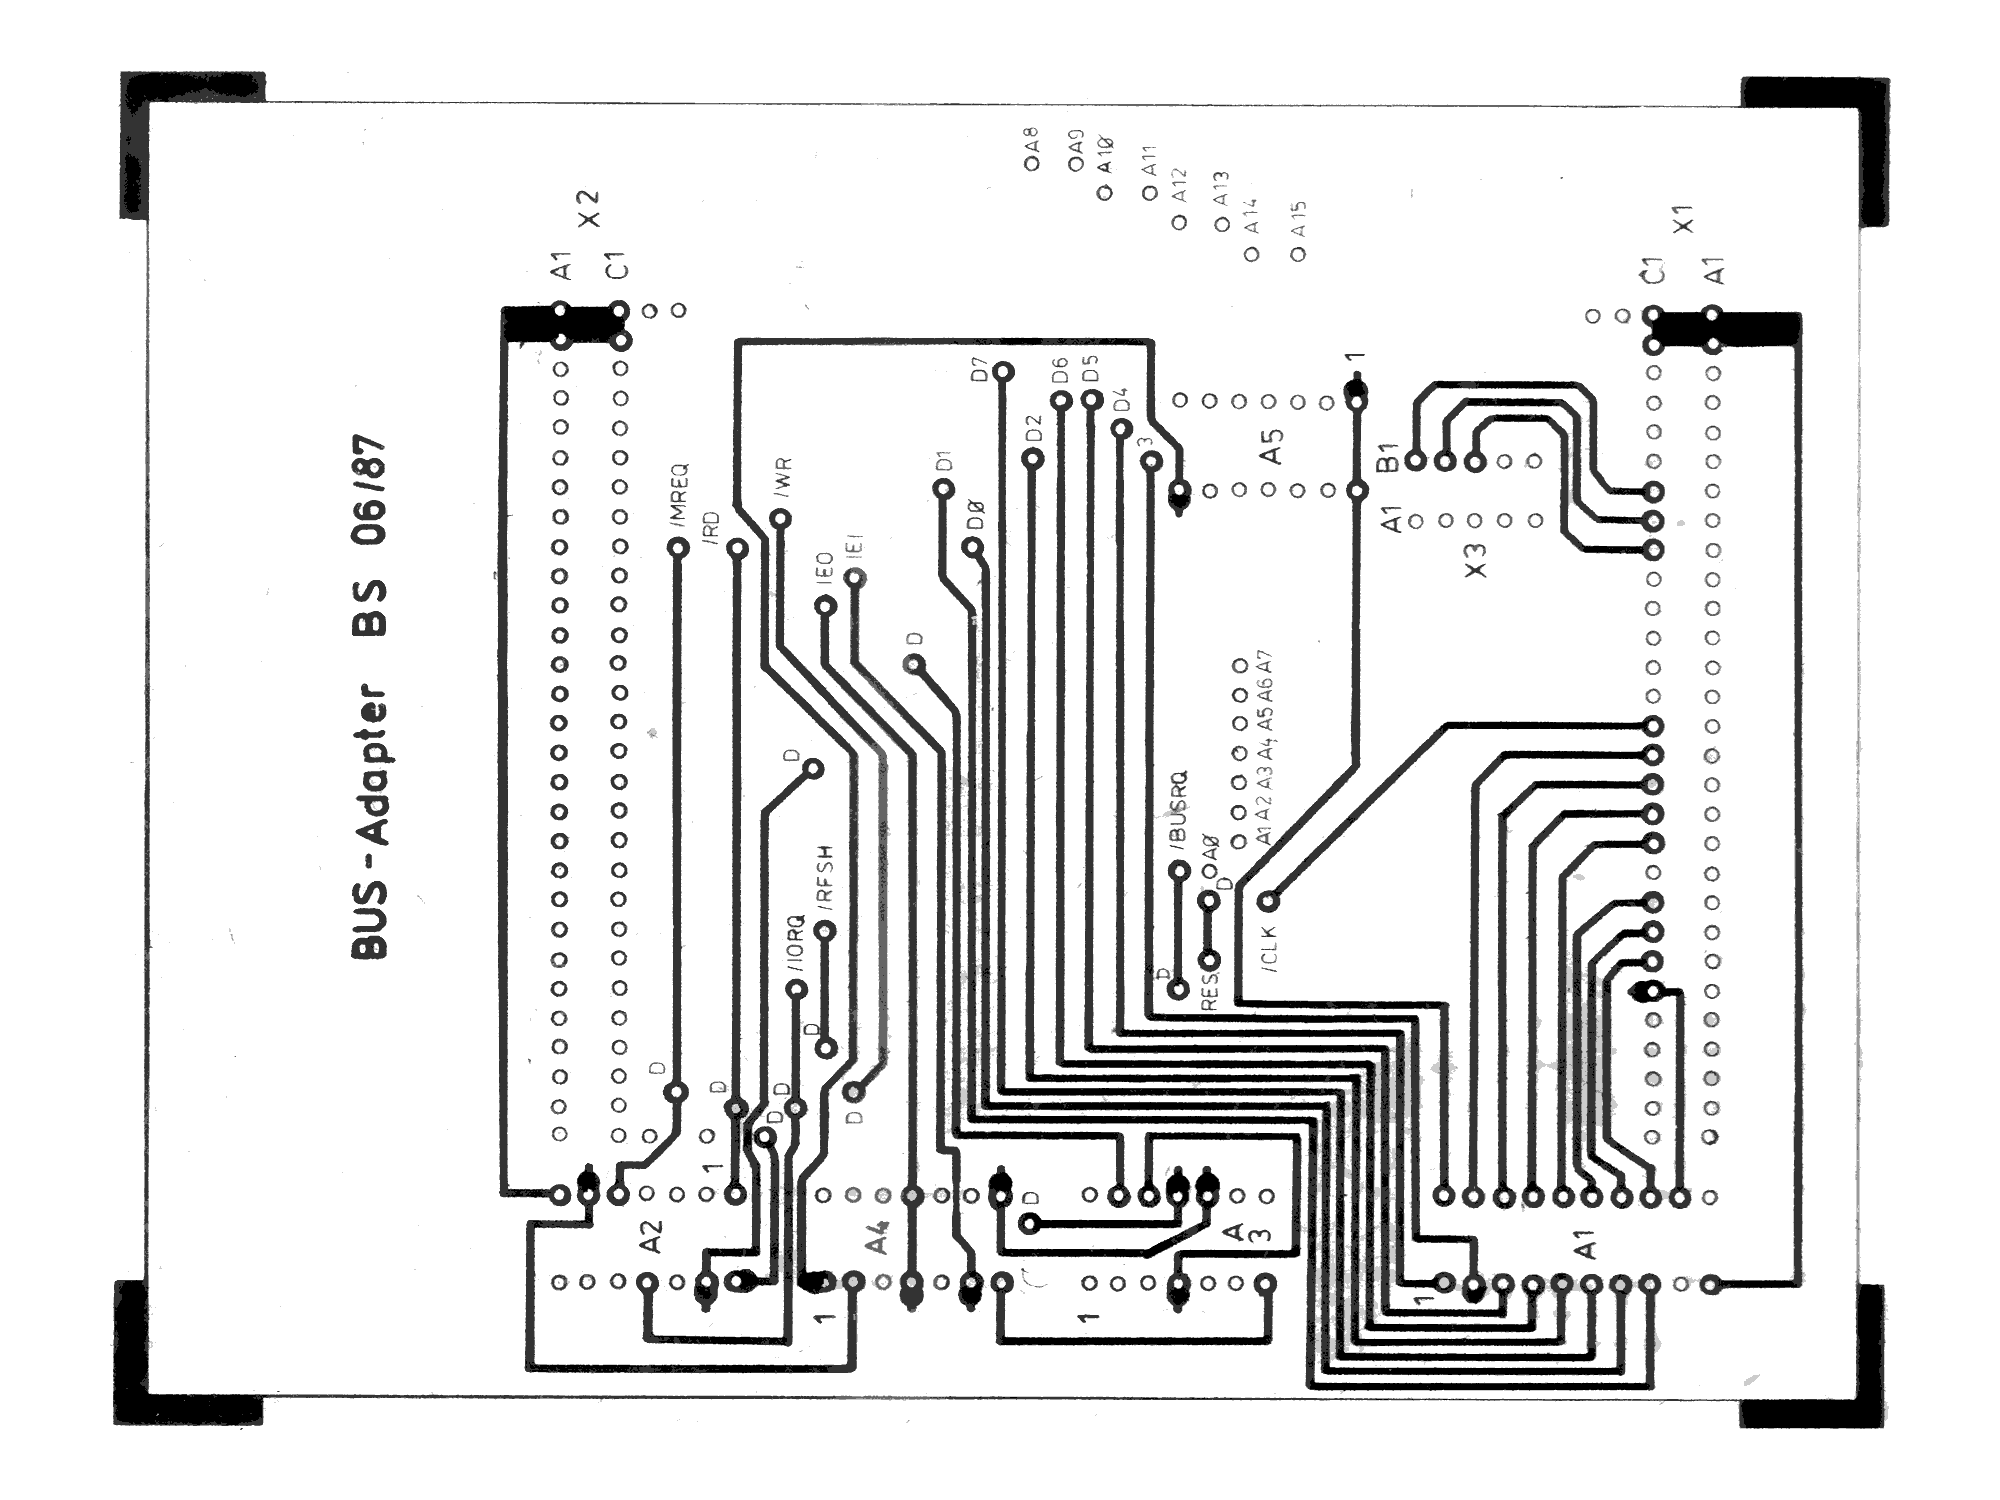 BUS-Adapter BS 06/87
X2
A1
C1
A8
A9
A1Ø
A11
A12
A13
A14
A15
X1
C1
A1
/MREQ
/RD
/WR
IEO
IEI
D
D1
DØ
D7
D2
D6
D5
D4
3
1
A5
B1
A1
X3
D
/IORQ
/RFSH
D
D
D
D
D
D
/BUSRQ
AØ
D
A1 A2 A3 A4 A5 A6 A7
D
RES
/CLK
1
A2
A4
D
A3
A1
1
1
1